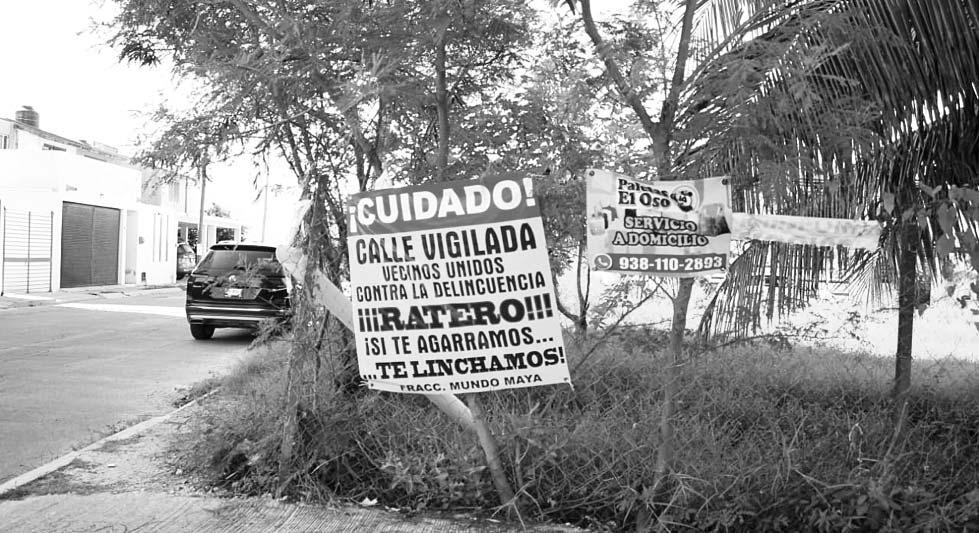 ¡CUIDADO!
CALLE VIGILADA
VECINOS UNIDOS
CONTRA LA DELINCUENCIA
¡¡¡RATERO!!!
¡SI TE AGARRAMOS...
...TE LINCHAMOS!
FRACC. MUNDO MAYA
Paletas
El Oso
SERVICIO
A DOMICILIO
938-110-2893